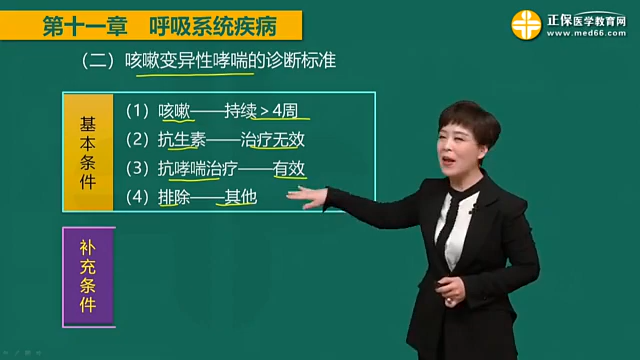 第十一章 呼吸系统疾病
正保医学教育网
www.med66.com
（二）咳嗽变异性哮喘的诊断标准
基本条件
（1）咳嗽——持续＞4周
（2）抗生素——治疗无效
（3）抗哮喘治疗——有效
（4）排除——其他
补充条件